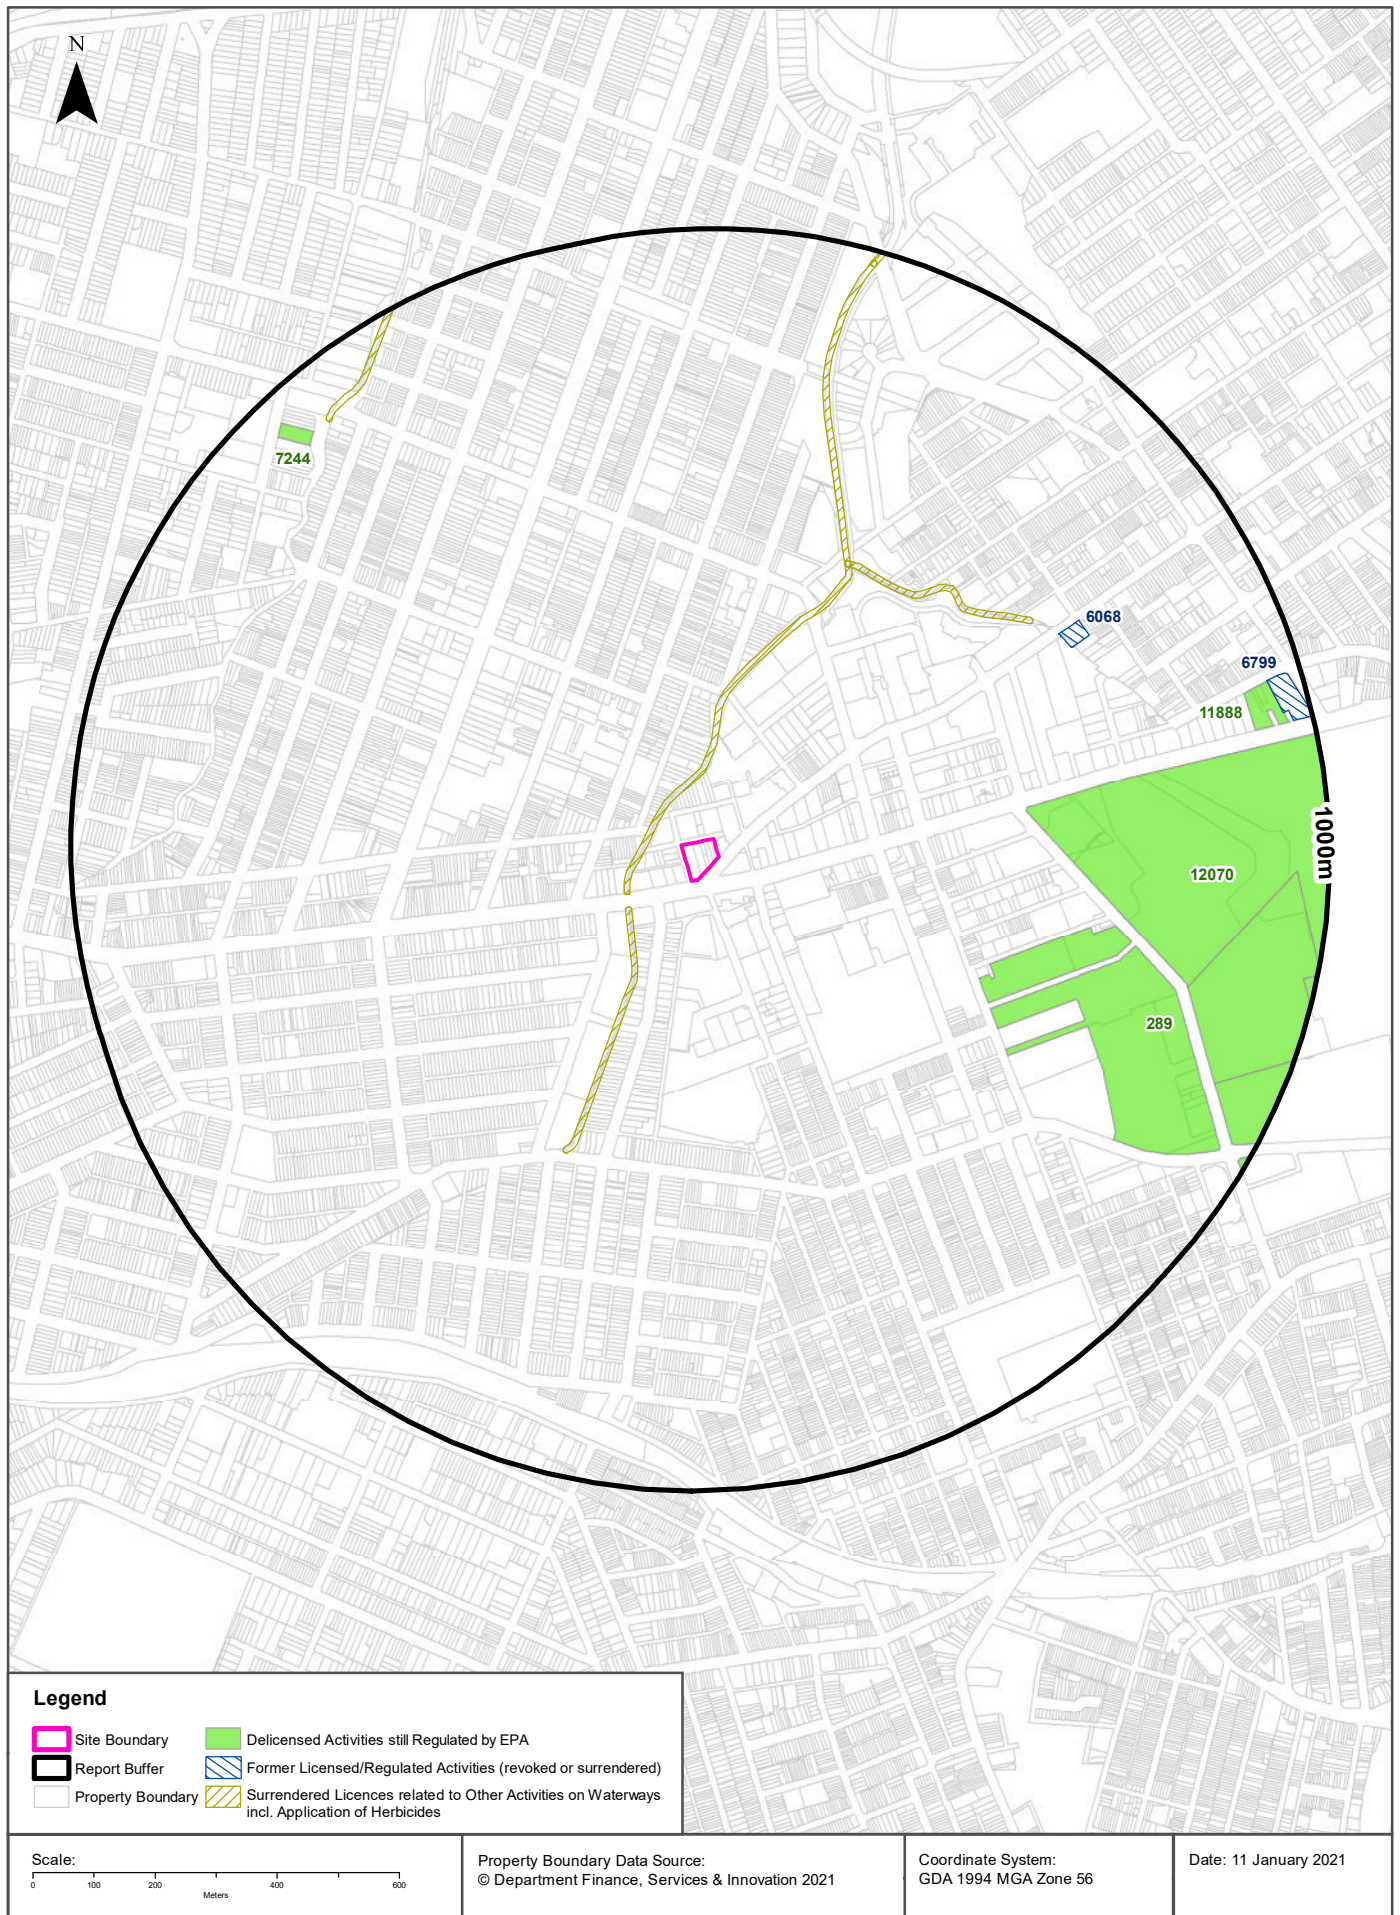 N
7244
6068
6799
11888
1000m
12070
289
Legend
Site Boundary
Report Buffer
Property Boundary
Delicensed Activities still Regulated by EPA
Former Licensed/Regulated Activities (revoked or surrendered)
Surrendered Licences related to Other Activities on Waterways
incl. Application of Herbicides
Scale:
0 100 200 400 600
Meters
Property Boundary Data Source:
© Department Finance, Services & Innovation 2021
Coordinate System:
GDA 1994 MGA Zone 56
Date: 11 January 2021